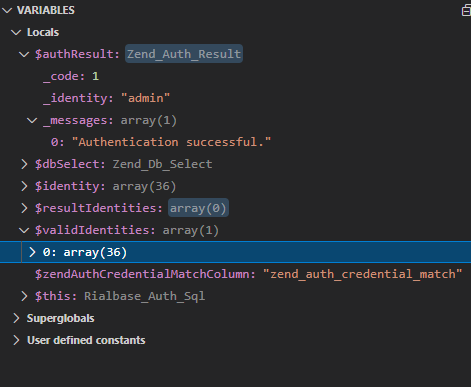 VARIABLES
Locals
$authResult: Zend_Auth_Result
_code: 1
_identity: "admin"
_messages: array(1)
0: "Authentication successful."
$dbSelect: Zend_Db_Select
$identity: array(36)
$resultIdentities: array(0)
$validIdentities: array(1)
0: array(36)
$zendAuthCredentialMatchColumn: "zend_auth_credential_match"
$this: Rialbase_Auth_Sql
Superglobals
User defined constants